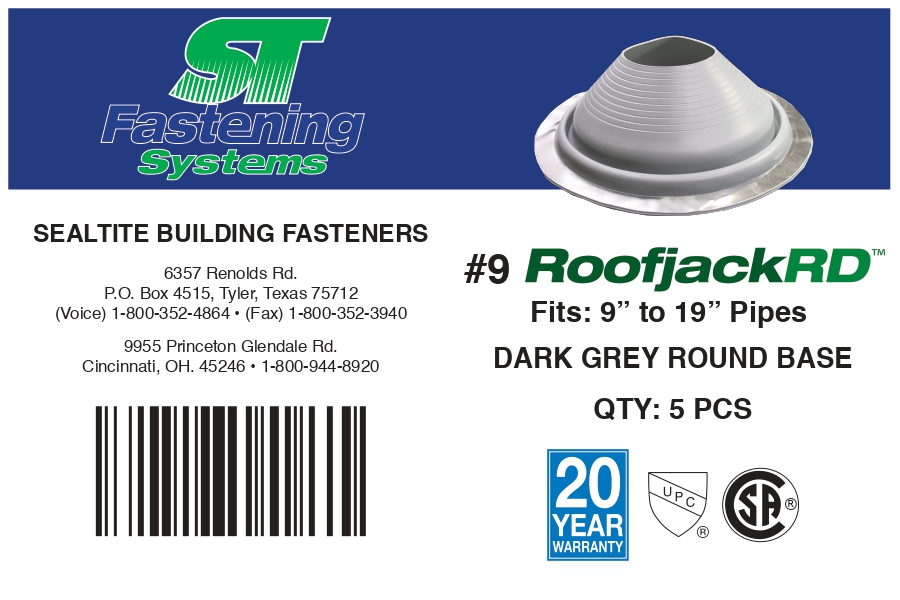 ST
Fastening
Systems
SEALTITE BUILDING FASTENERS
6357 Renolds Rd.
P.O. Box 4515, Tyler, Texas 75712
(Voice) 1-800-352-4864 • (Fax) 1-800-352-3940
9955 Princeton Glendale Rd.
Cincinnati, OH. 45246 • 1-800-944-8920
#9 RoofjackRD™
Fits: 9” to 19” Pipes
DARK GREY ROUND BASE
QTY: 5 PCS
20
YEAR
WARRANTY
UPC ®
CSA ®